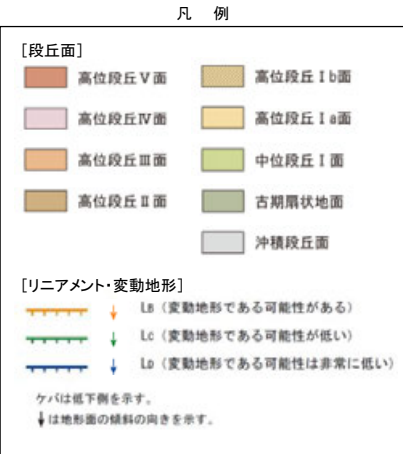 凡 例
[段丘面]
高位段丘Ⅴ面
高位段丘Ⅳ面
高位段丘Ⅲ面
高位段丘Ⅱ面
高位段丘Ⅰb面
高位段丘Ⅰa面
中位段丘Ⅰ面
古期扇状地面
沖積段丘面
[リニアメント・変動地形]
LB（変動地形である可能性がある）
LC（変動地形である可能性が低い）
LD（変動地形である可能性は非常に低い）
ケバは低下側を示す。
↓は地形面の傾斜の向きを示す。